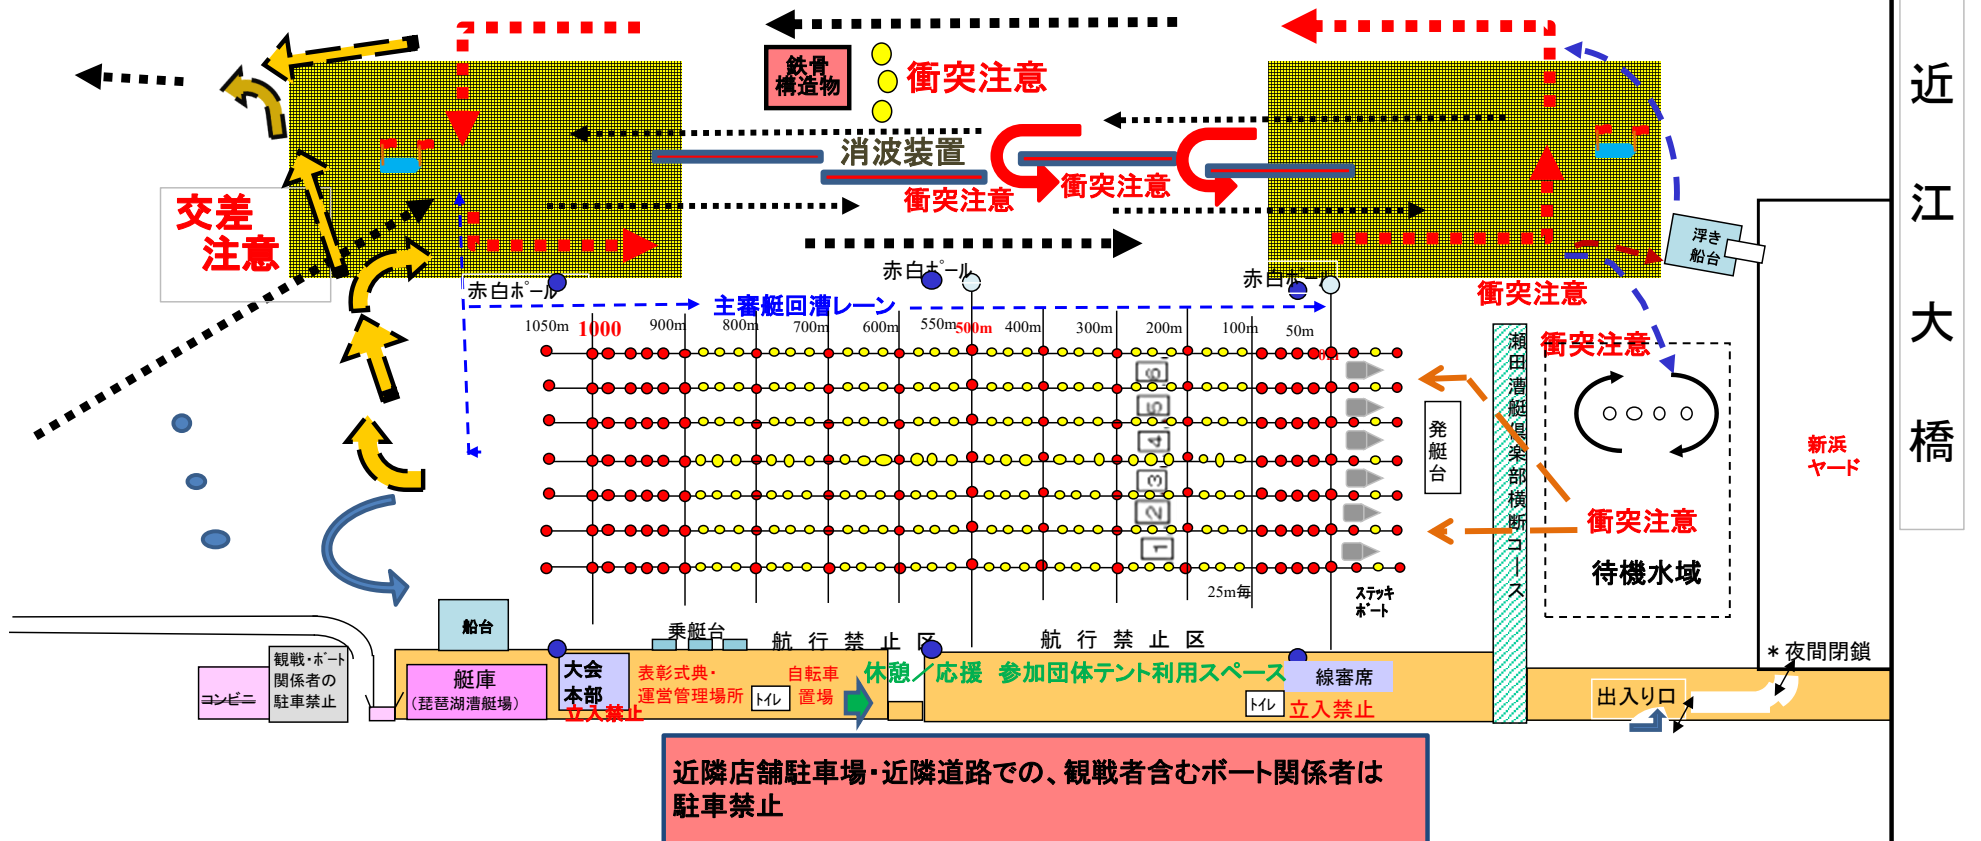 近江大橋
鉄骨
構造物
衝突注意
消波装置
衝突注意
衝突注意
交差
注意
浮き
船台
赤白ポール
赤白ポール
赤白ポール
衝突注意
主審艇回漕レーン
1050m
1000
900m
800m
700m
600m
550m
500m
400m
300m
200m
100m
50m
0m
衝突注意
瀬田漕艇倶楽部横断コース
6
5
4
3
2
1
発艇台
新浜
ヤード
衝突注意
待機水域
25m毎
ステッキ
ボート
船台
乗艇台
航行禁止区
航行禁止区
*夜間閉鎖
コンビニ
観戦・ボート
関係者の
駐車禁止
艇庫
(琵琶湖漕艇場)
大会
本部
立入禁止
表彰式典・
運営管理場所
トイレ
自転車
置場
休憩/応援 参加団体テント利用スペース
線審席
トイレ
立入禁止
出入り口
近隣店舗駐車場・近隣道路での、観戦者含むボート関係者は
駐車禁止